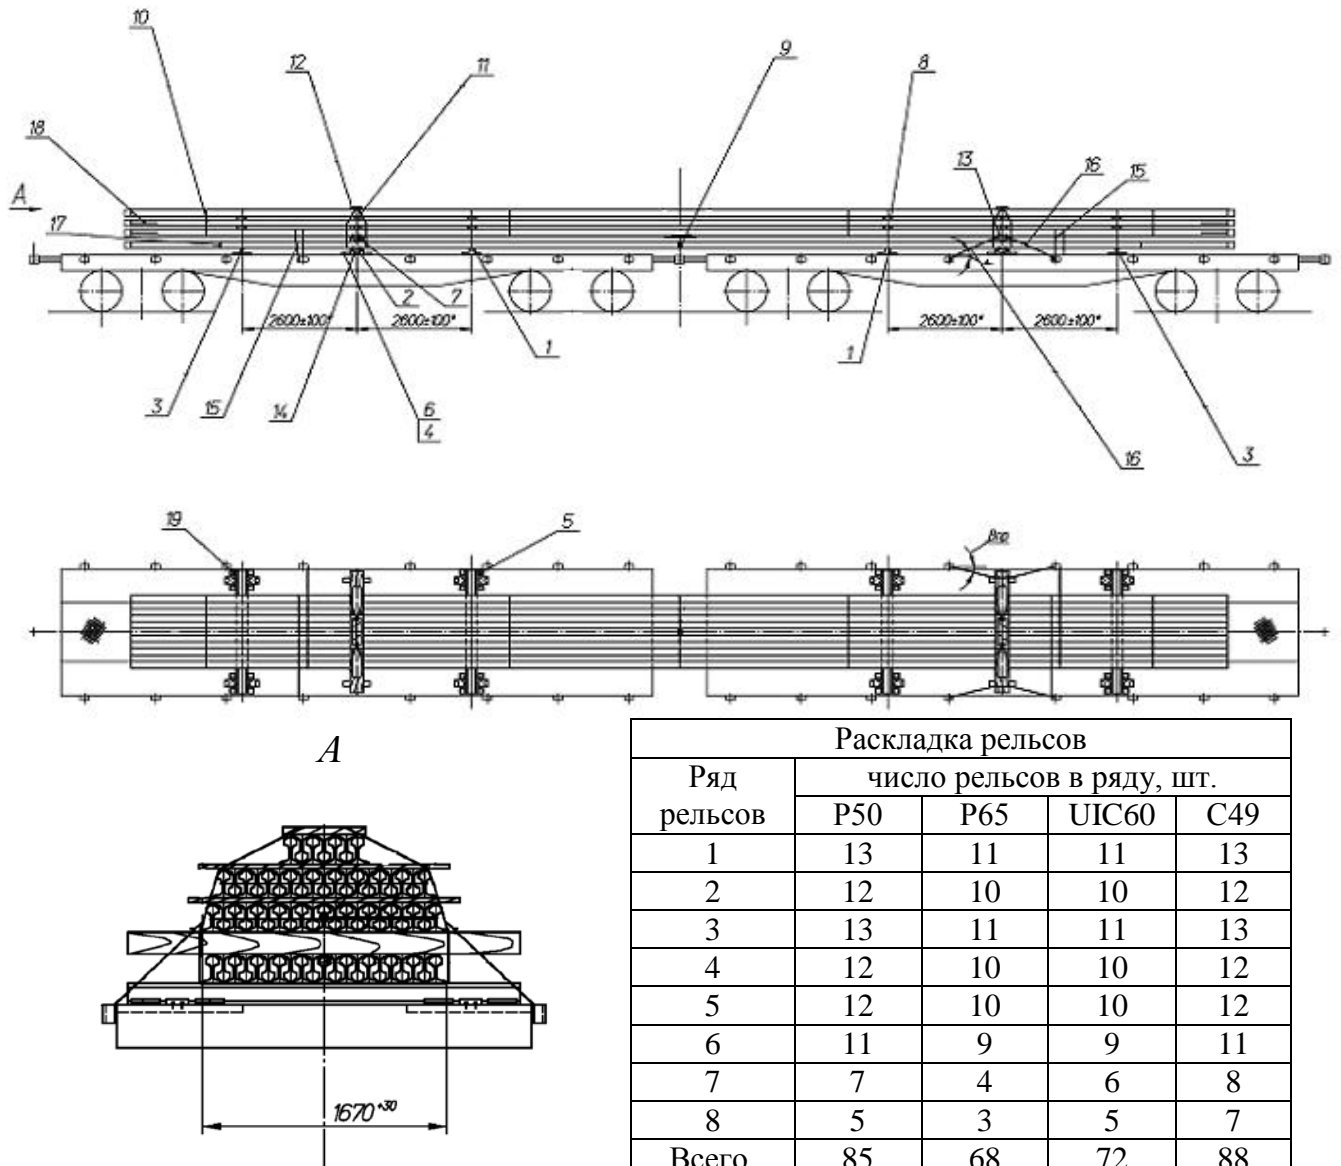 10
12
11
9
8
18
13
16
15
A
17
2
7
2600±100*
2600±100*
2600±100*
2600±100*
1
1
3
15
14
6
4
16
3
19
5
βпр
A
1670⁺³⁰
Раскладка рельсов
Ряд рельсов
число рельсов в ряду, шт.
Р50 Р65 UIC60 С49
1 13 11 11 13
2 12 10 10 12
3 13 11 11 13
4 12 10 10 12
5 12 10 10 12
6 11 9 9 11
7 7 4 6 8
8 5 3 5 7
Всего 85 68 72 88